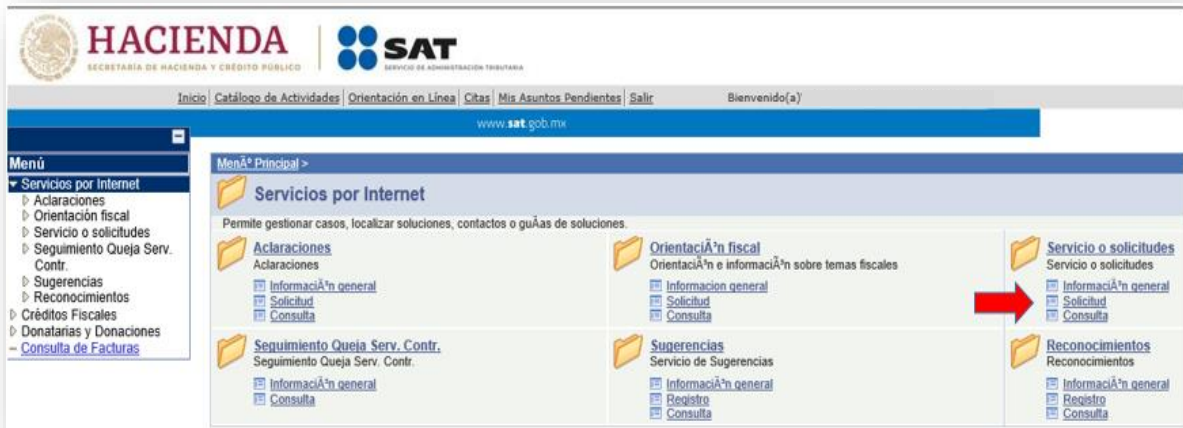 HACIENDA
SECRETARÍA DE HACIENDA Y CRÉDITO PÚBLICO
SAT
SERVICIO DE ADMINISTRACIÓN TRIBUTARIA
Inicio Catálogo de Actividades Orientación en Línea Citas Mis Asuntos Pendientes Salir Bienvenido(a)'
www.sat.gob.mx
Menú
Servicios por Internet
Aclaraciones
Orientación fiscal
Servicio o solicitudes
Seguimiento Queja Serv.
Contr.
Sugerencias
Reconocimientos
Créditos Fiscales
Donatarias y Donaciones
Consulta de Facturas
MenÃº Principal >
Servicios por Internet
Permite gestionar casos, localizar soluciones, contactos o guÃas de soluciones.
Aclaraciones
Aclaraciones
InformaciÃ³n general
Solicitud
Consulta
OrientaciÃ³n fiscal
OrientaciÃ³n e informaciÃ³n sobre temas fiscales
Informacion general
Solicitud
Consulta
Servicio o solicitudes
Servicio o solicitudes
InformaciÃ³n general
Solicitud
Consulta
Seguimiento Queja Serv. Contr.
Seguimiento Queja Serv. Contr.
InformaciÃ³n general
Consulta
Sugerencias
Servicio de Sugerencias
InformaciÃ³n general
Registro
Consulta
Reconocimientos
Reconocimientos
InformaciÃ³n general
Registro
Consulta